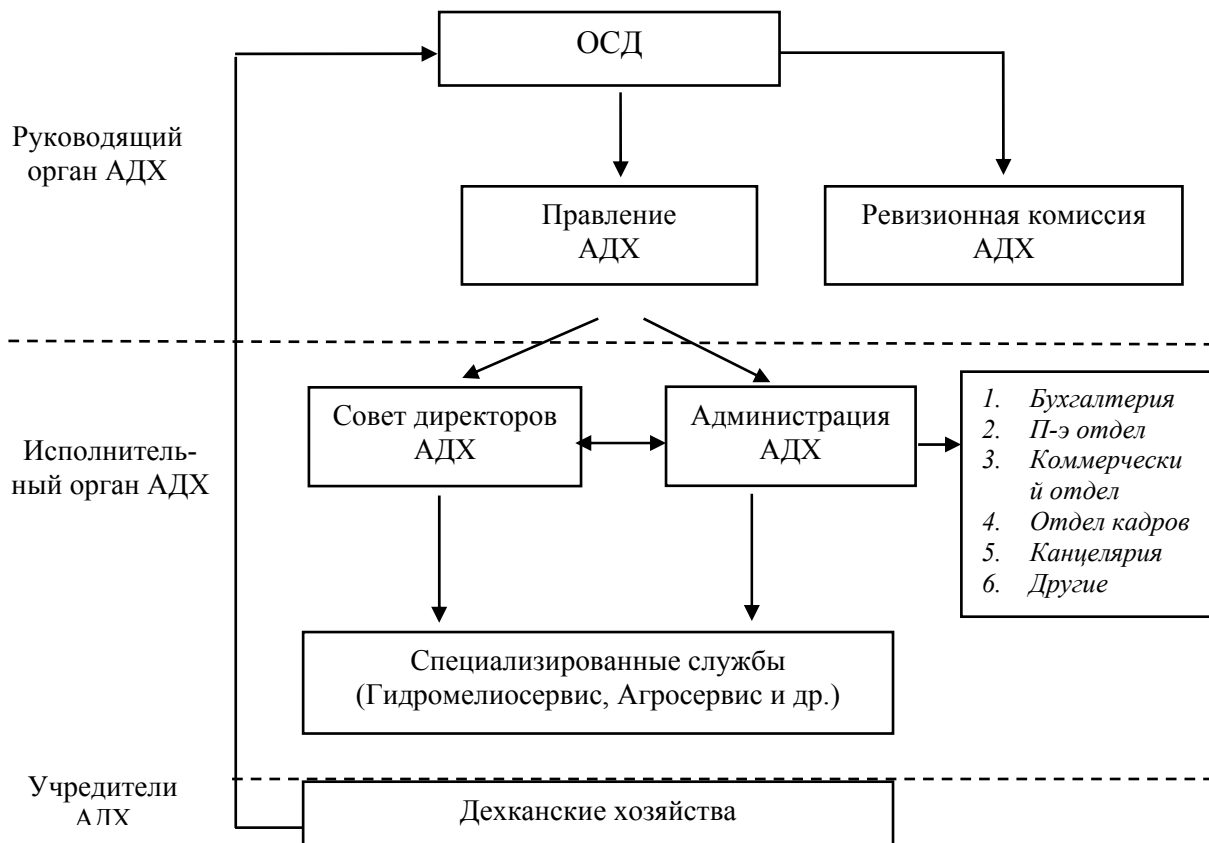 ОСД
Руководящий
орган АДХ
Правление
АДХ
Ревизионная комиссия
АДХ
Совет директоров
АДХ
Администрация
АДХ
1. Бухгалтерия
2. П-э отдел
3. Коммерчески
й отдел
4. Отдел кадров
5. Канцелярия
6. Другие
Исполнитель-
ный орган АДХ
Специализированные службы
(Гидромелиосервис, Агросервис и др.)
Учредители
АДХ
Дехканские хозяйства